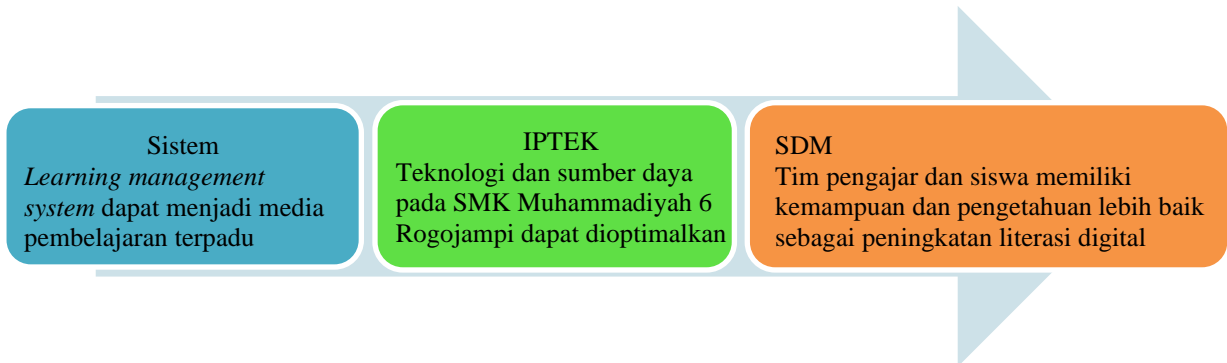 Sistem
Learning management
system dapat menjadi media
pembelajaran terpadu
IPTEK
Teknologi dan sumber daya
pada SMK Muhammadiyah 6
Rogojampi dapat dioptimalkan
SDM
Tim pengajar dan siswa memiliki
kemampuan dan pengetahuan lebih baik
sebagai peningkatan literasi digital